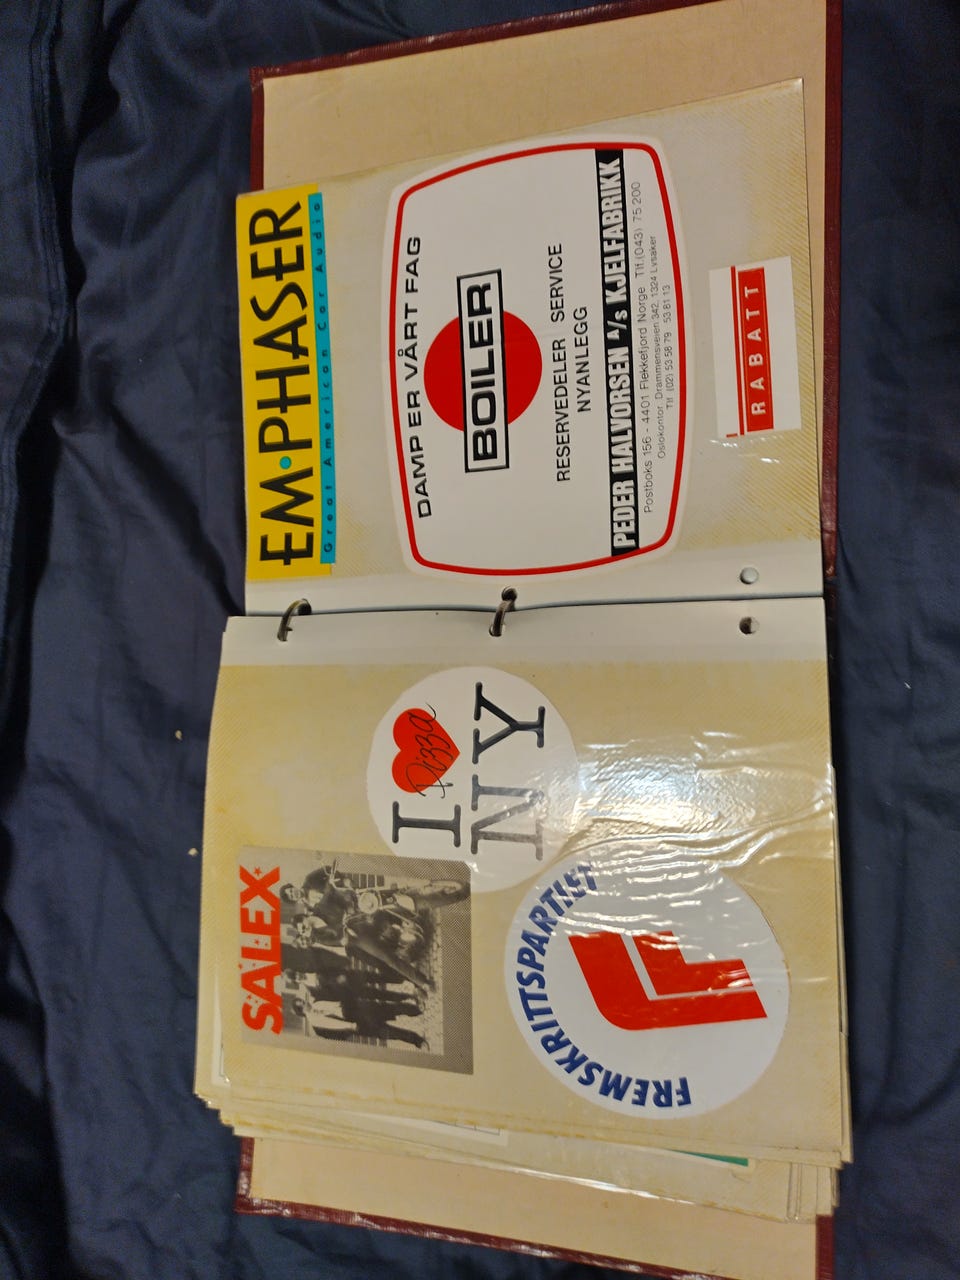 SALEX
I Pizza
NY
FREMSKRITTSPARTIET
F
EM•PHASER
Great American Car Audio
DAMP ER VÅRT FAG
BOILER
RESERVEDELER SERVICE
NYANLEGG
PEDER HALVORSEN A/s KJELFABRIKK
Postboks 156 - 4401 Flekkefjord Norge Tlf.(043) 75 200
Oslokontor Drammensveien 342, 1324 Lysaker
Tlf (02) 53 58 79 53 81 13
RABATT